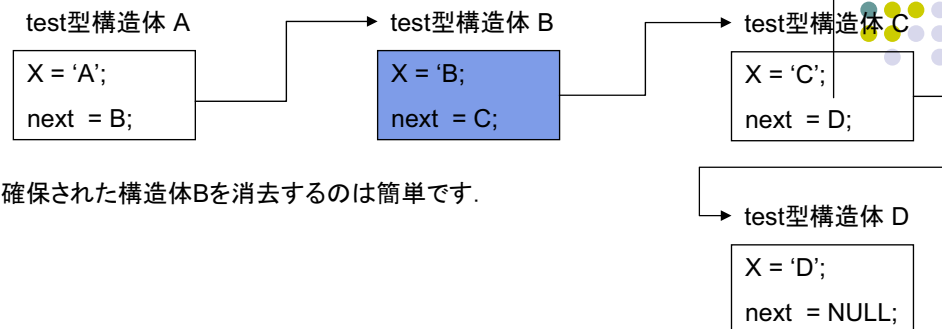 test型構造体 A
X = ‘A’;
next = B;
test型構造体 B
X = ‘B;
next = C;
test型構造体 C
X = ‘C’;
next = D;
確保された構造体Bを消去するのは簡単です.
test型構造体 D
X = ‘D’;
next = NULL;